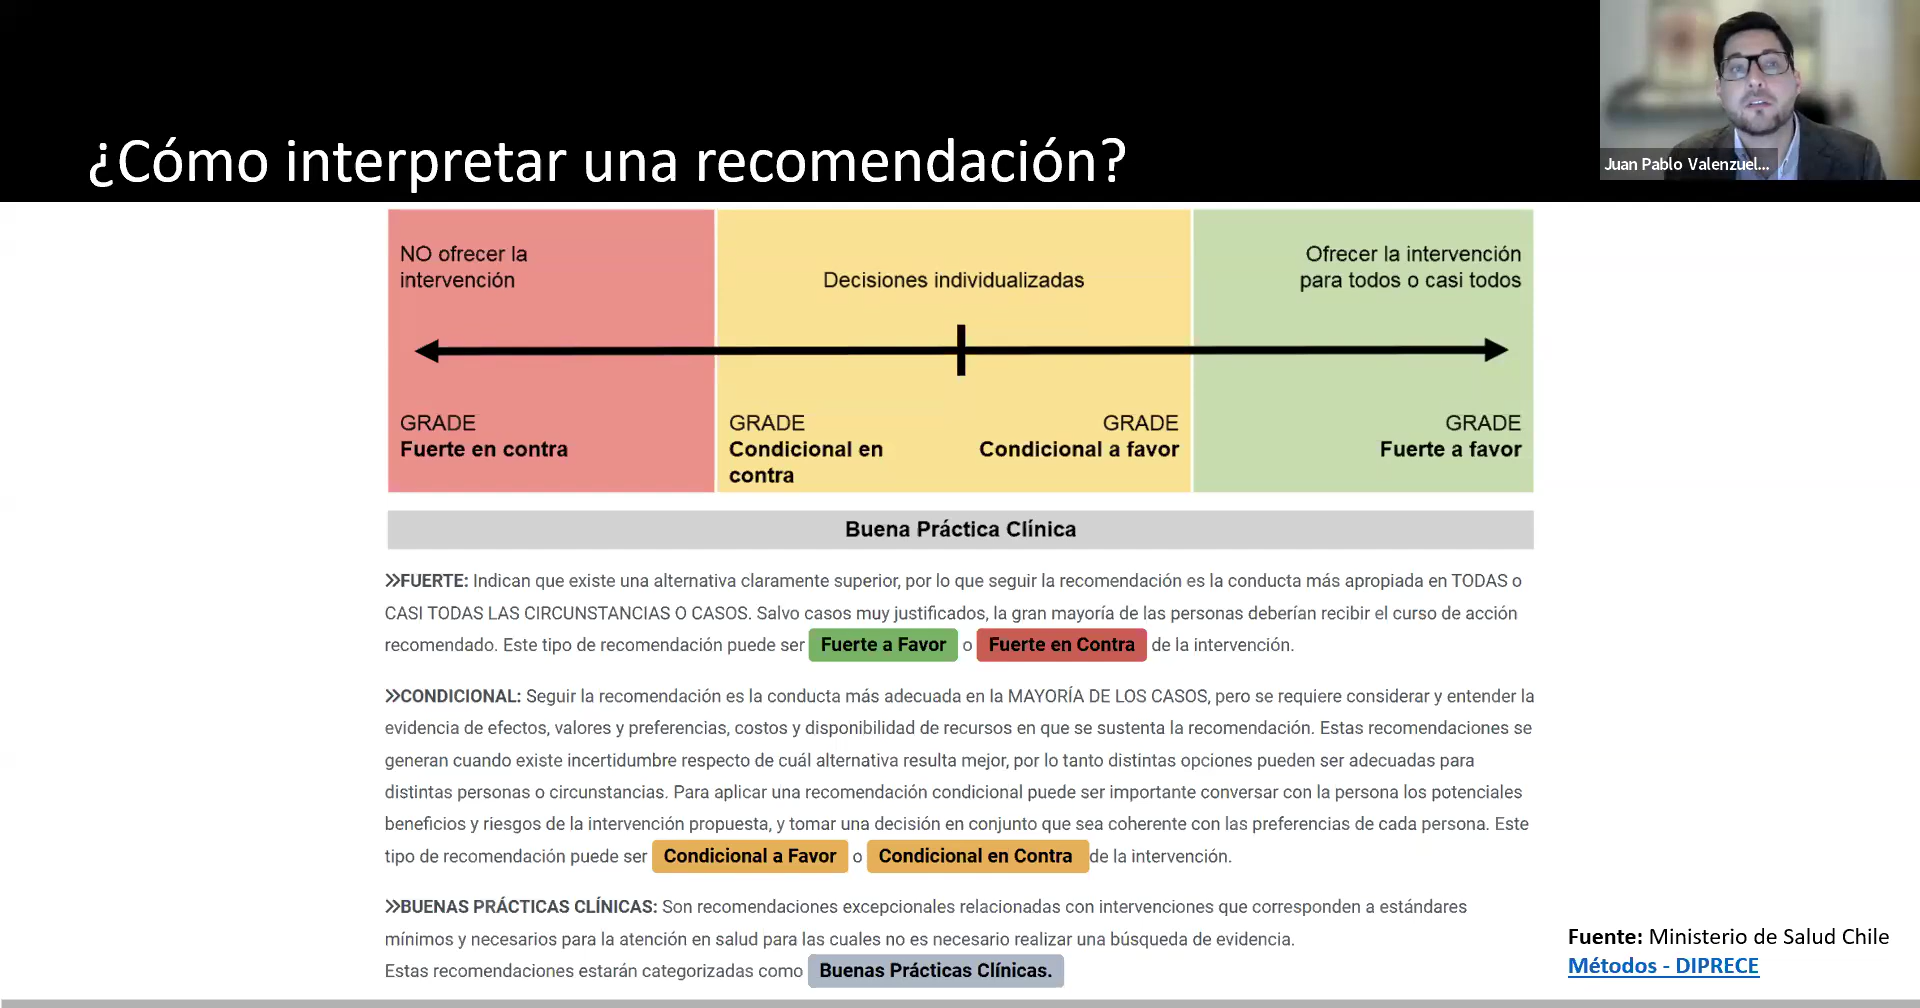 ¿Cómo interpretar una recomendación?
Juan Pablo Valenzuel...
NO ofrecer la
intervención
Decisiones individualizadas
Ofrecer la intervención
para todos o casi todos
GRADE
Fuerte en contra
GRADE
Condicional en
contra
GRADE
Condicional a favor
GRADE
Fuerte a favor
Buena Práctica Clínica
»FUERTE: Indican que existe una alternativa claramente superior, por lo que seguir la recomendación es la conducta más apropiada en TODAS o
CASI TODAS LAS CIRCUNSTANCIAS O CASOS. Salvo casos muy justificados, la gran mayoría de las personas deberían recibir el curso de acción
recomendado. Este tipo de recomendación puede ser Fuerte a Favor o Fuerte en Contra de la intervención.
»CONDICIONAL: Seguir la recomendación es la conducta más adecuada en la MAYORÍA DE LOS CASOS, pero se requiere considerar y entender la
evidencia de efectos, valores y preferencias, costos y disponibilidad de recursos en que se sustenta la recomendación. Estas recomendaciones se
generan cuando existe incertidumbre respecto de cuál alternativa resulta mejor, por lo tanto distintas opciones pueden ser adecuadas para
distintas personas o circunstancias. Para aplicar una recomendación condicional puede ser importante conversar con la persona los potenciales
beneficios y riesgos de la intervención propuesta, y tomar una decisión en conjunto que sea coherente con las preferencias de cada persona. Este
tipo de recomendación puede ser Condicional a Favor o Condicional en Contra de la intervención.
»BUENAS PRÁCTICAS CLÍNICAS: Son recomendaciones excepcionales relacionadas con intervenciones que corresponden a estándares
mínimos y necesarios para la atención en salud para las cuales no es necesario realizar una búsqueda de evidencia.
Estas recomendaciones estarán categorizadas como Buenas Prácticas Clínicas.
Fuente: Ministerio de Salud Chile
Métodos - DIPRECE